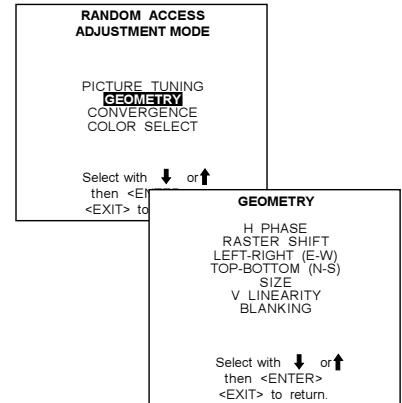 RANDOM ACCESS
ADJUSTMENT MODE
PICTURE TUNING
GEOMETRY
CONVERGENCE
COLOR SELECT
Select with ⬇ or ⬆
then
<EXIT> to
GEOMETRY
H PHASE
RASTER SHIFT
LEFT-RIGHT (E-W)
TOP-BOTTOM (N-S)
SIZE
V LINEARITY
BLANKING
Select with ⬇ or ⬆
then <ENTER>
<EXIT> to return.